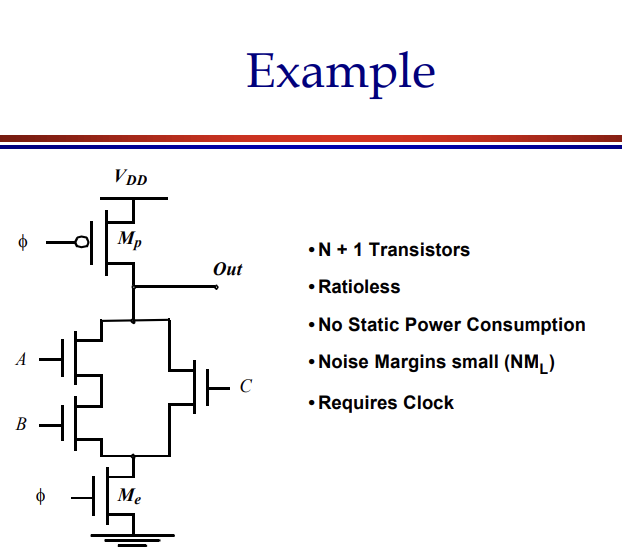 Example
VDD
ϕ
Mp
Out
A
C
B
ϕ
Me
•N + 1 Transistors
•Ratioless
•No Static Power Consumption
•Noise Margins small (NML)
•Requires Clock